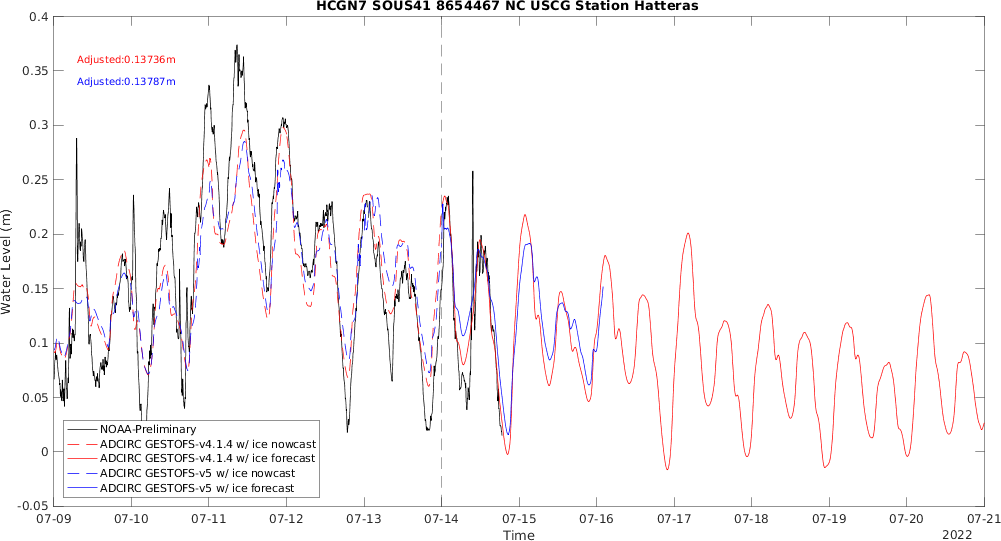 HCGN7 SOUS41 8654467 NC USCG Station Hatteras
0.4
0.35
0.3
0.25
0.2
0.15
0.1
0.05
0
-0.05
Water Level (m)
Adjusted:0.13736m
Adjusted:0.13787m
NOAA-Preliminary
ADCIRC GESTOFS-v4.1.4 w/ ice nowcast
ADCIRC GESTOFS-v4.1.4 w/ ice forecast
ADCIRC GESTOFS-v5 w/ ice nowcast
ADCIRC GESTOFS-v5 w/ ice forecast
07-09 07-10 07-11 07-12 07-13 07-14 07-15 07-16 07-17 07-18 07-19 07-20 07-21
Time
2022